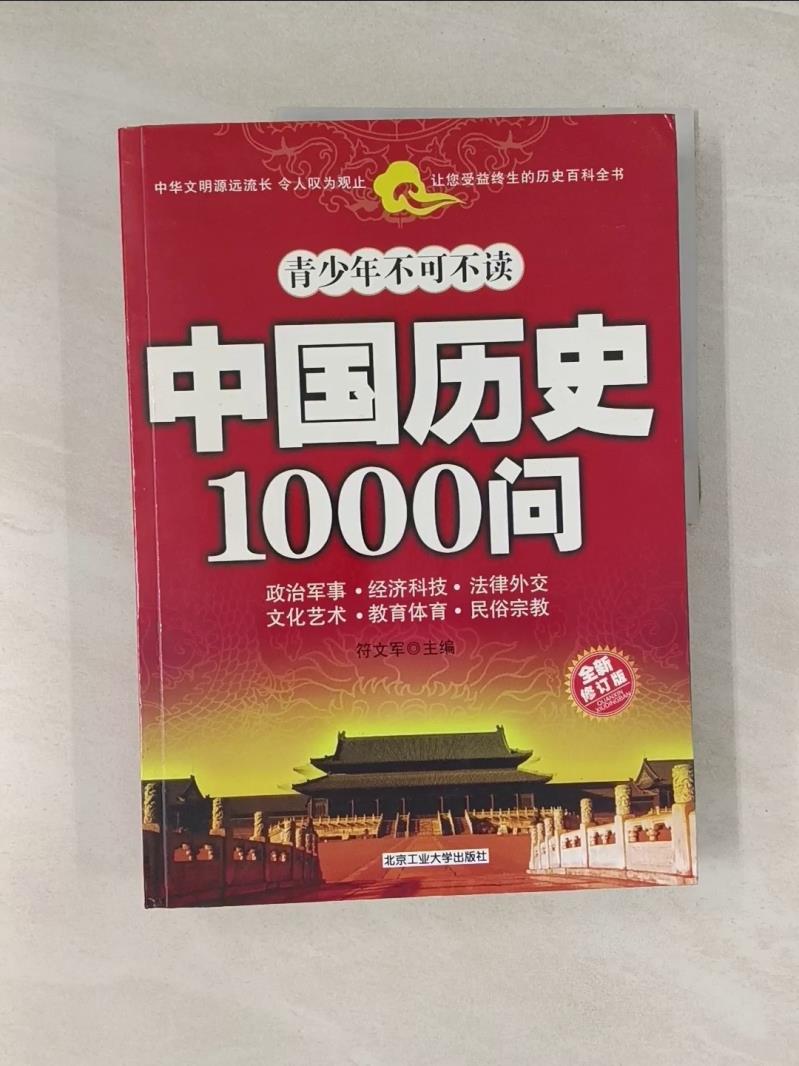 中华文明源远流长 令人叹为观止 让您受益终生的历史百科全书
青少年不可不读
中国历史
1000问
政治军事·经济科技·法律外交
文化艺术·教育体育·民俗宗教
符文军◎主编
全新
修订版
QUANXIN
XIUDINGBAN
北京工业大学出版社